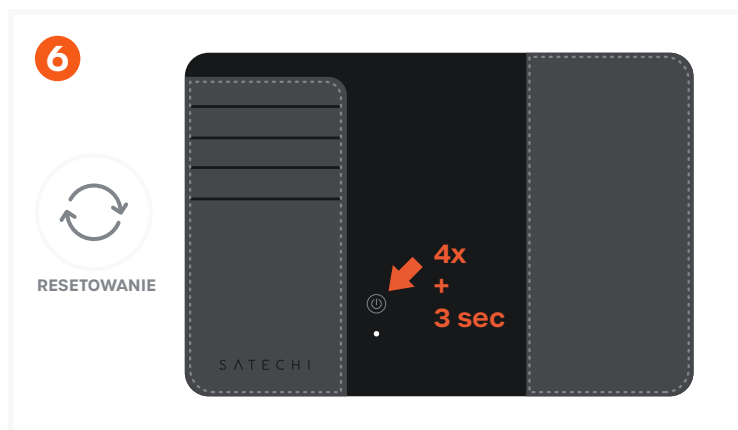 6
RESETOWANIE
4x
+
3 sec
SATECHI